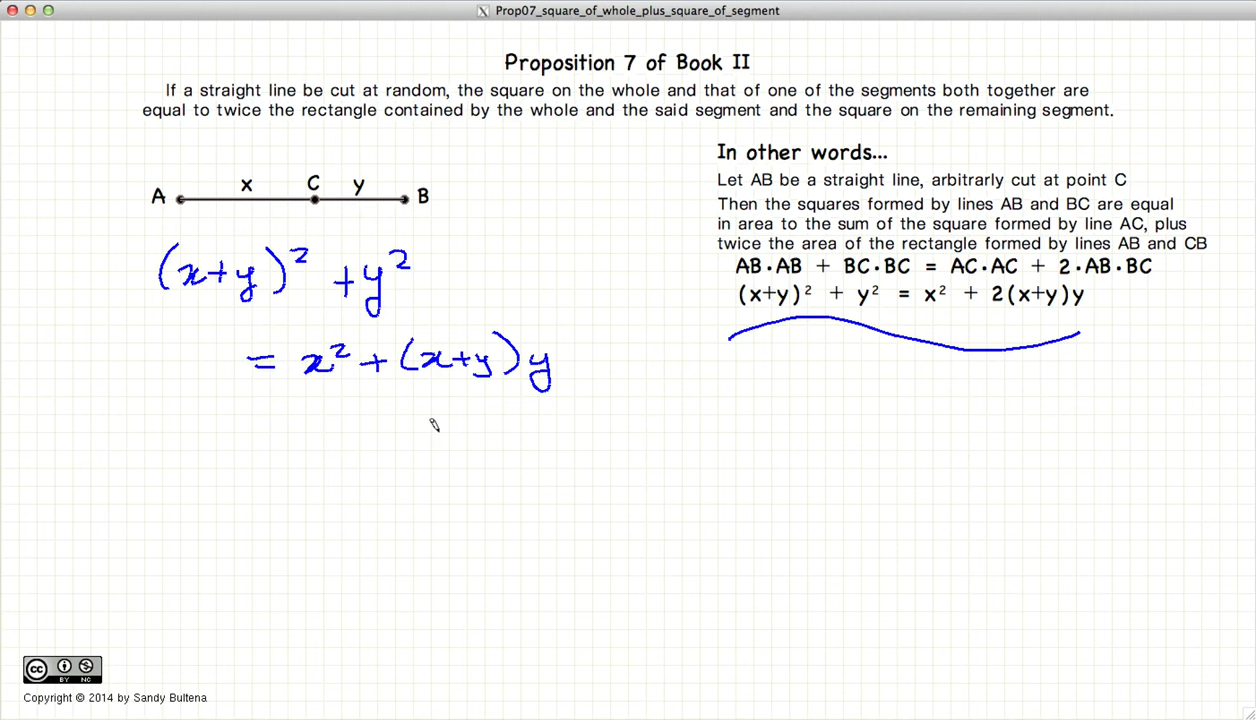 Prop07_square_of_whole_plus_square_of_segment
Proposition 7 of Book II
If a straight line be cut at random, the square on the whole and that of one of the segments both together are
equal to twice the rectangle contained by the whole and the said segment and the square on the remaining segment.
In other words...
Let AB be a straight line, arbitrarly cut at point C
Then the squares formed by lines AB and BC are equal
in area to the sum of the square formed by line AC, plus
twice the area of the rectangle formed by lines AB and CB
AB·AB + BC·BC = AC·AC + 2·AB·BC
(x+y)² + y² = x² + 2(x+y)y
A x C y B
(x+y)² + y²
= x² + (x+y)y
CC BY NC
Copyright © 2014 by Sandy Bultena